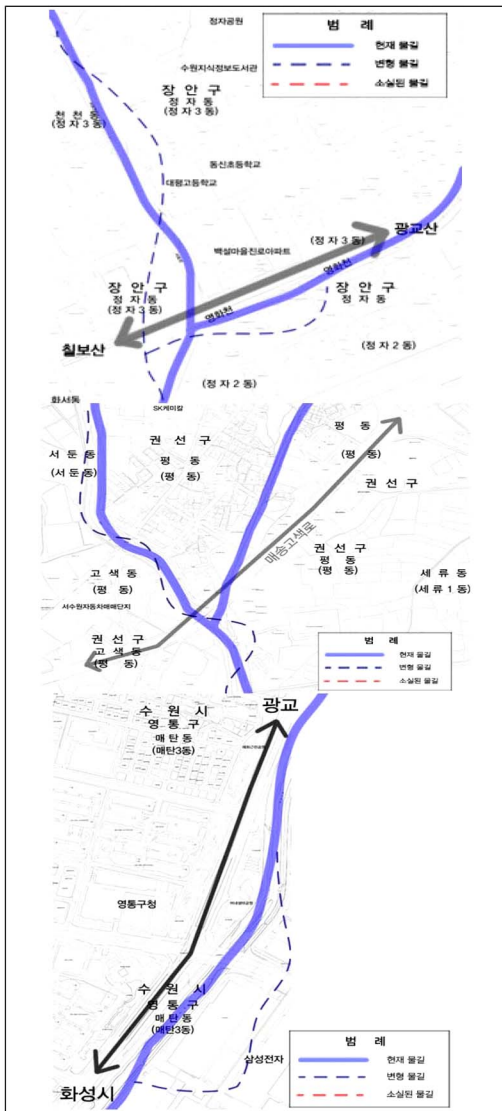 정자공원
범 례
현재 물길
변형 물길
소실된 물길
수원지식정보도서관
장 안 구
정 자 동
(정 자 3 동)
천 천 동
(정 자 3 동)
동신초등학교
대평고등학교
광교산
(정 자 3 동)
백설마을진로아파트
영화천
장 안 구
정 자 동
(정 자 3 동)
장 안 구
정 자 동
영화천
칠보산
(정 자 2 동)
(정 자 2 동)
화서동
SK케미칼
권 선 구
평 동
(평 동)
서 둔 동
(서 둔 동)
평 동
(평 동)
권 선 구
매송고색로
권 선 구
평 동
(평 동)
고 색 동
(평 동)
세 류 동
(세 류 1 동)
서수원자동차매매단지
권 선 구
고 색 동
(평 동)
범 례
현재 물길
변형 물길
소실된 물길
수 원 시
영 통 구
매 탄 동
(매탄3동)
광교
영통구청
수 원 시
영 통 구
매 탄 동
(매탄3동)
삼성전자
화성시
범 례
현재 물길
변형 물길
소실된 물길